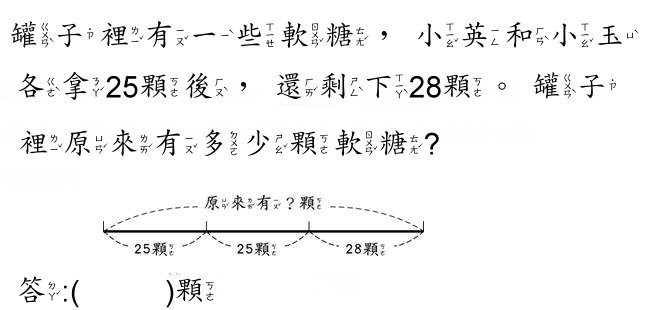 罐子裡有一些軟糖，小英和小玉
各拿25顆後，還剩下28顆。罐子
裡原來有多少顆軟糖?
原來有？顆
25顆 25顆 28顆
答:( )顆